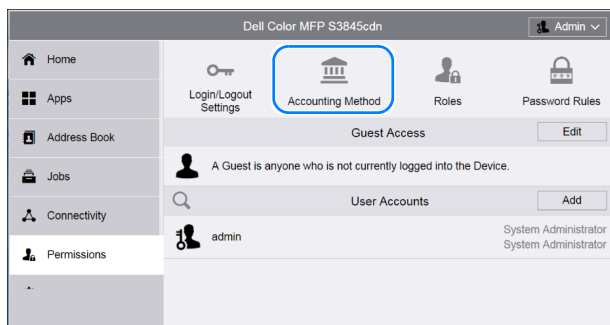 Dell Color MFP S3845cdn
Admin
Home
Apps
Address Book
Jobs
Connectivity
Permissions
Login/Logout
Settings
Accounting Method
Roles
Password Rules
Guest Access
Edit
A Guest is anyone who is not currently logged into the Device.
User Accounts
Add
admin
System Administrator
System Administrator